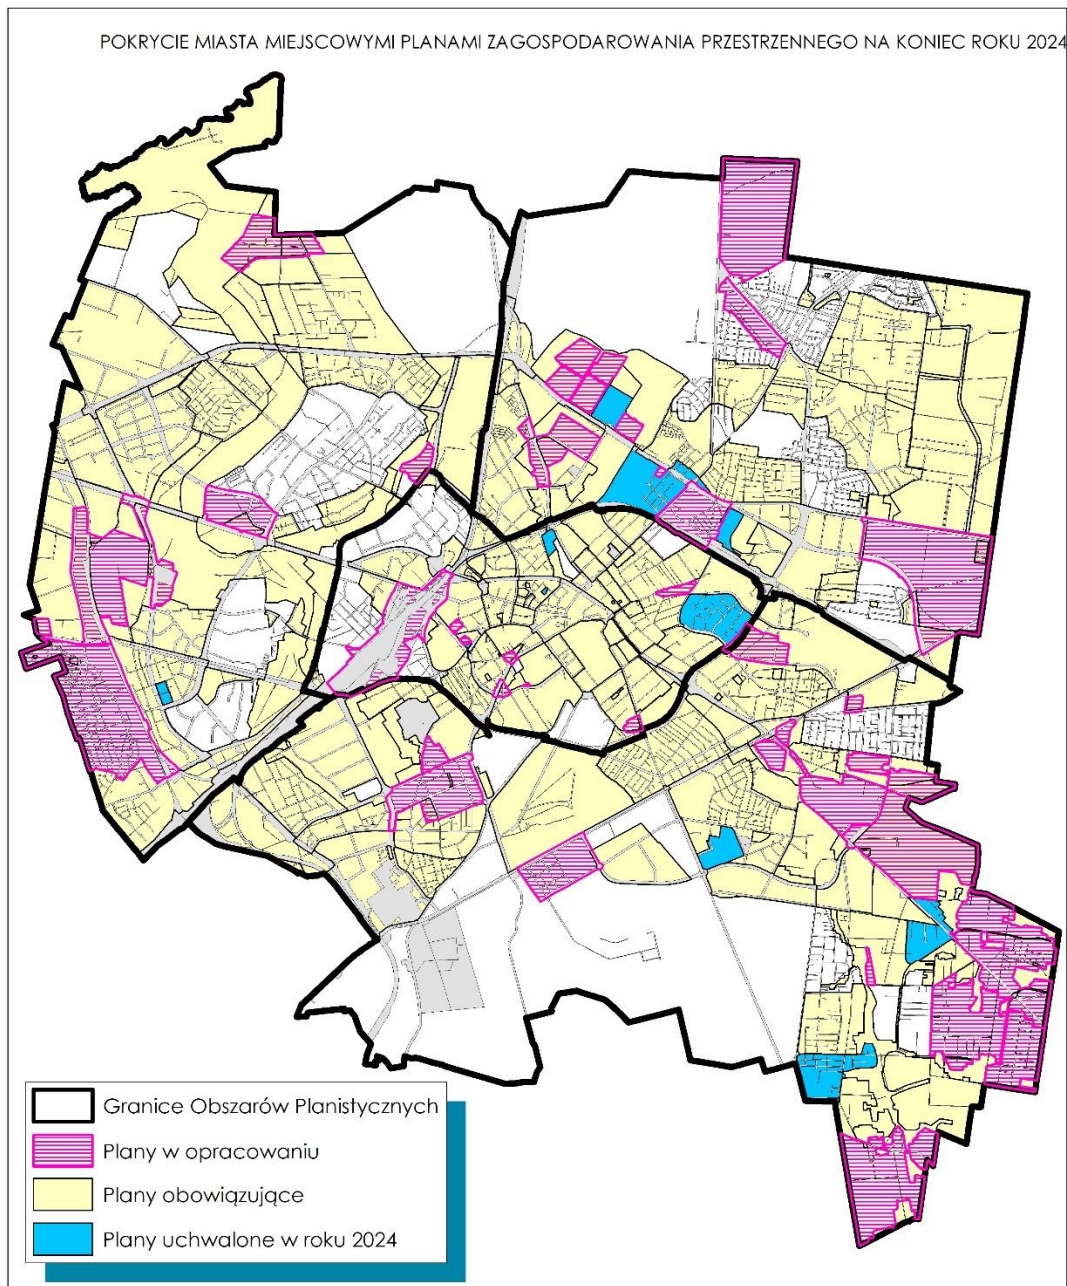 POKRYCIE MIASTA MIEJSCOWYMI PLANAMI ZAGOSPODAROWANIA PRZESTRZENNEGO NA KONIEC ROKU 2024
Granice Obszarów Planistycznych
Plany w opracowaniu
Plany obowiązujące
Plany uchwalone w roku 2024